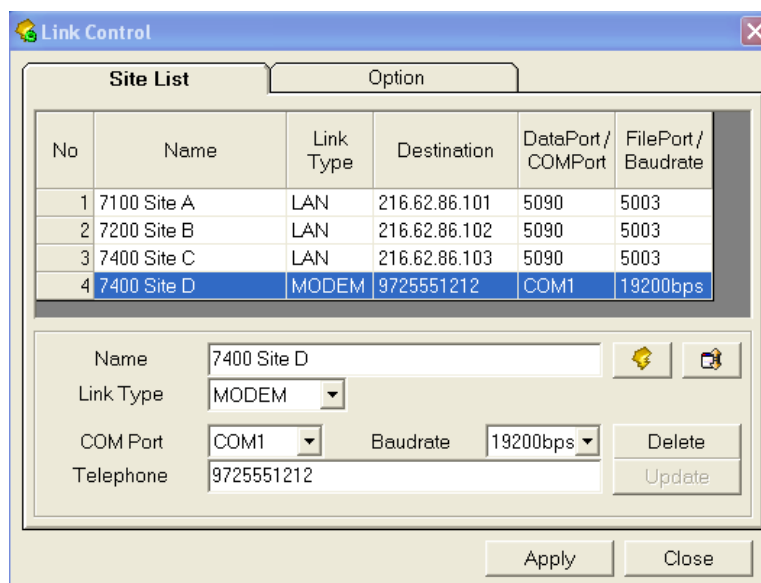 Link Control
Site List Option
No Name Link Type Destination DataPort/ COMPort FilePort/ Baudrate
1 7100 Site A LAN 216.62.86.101 5090 5003
2 7200 Site B LAN 216.62.86.102 5090 5003
3 7400 Site C LAN 216.62.86.103 5090 5003
4 7400 Site D MODEM 9725551212 COM1 19200bps
Name 7400 Site D
Link Type MODEM
COM Port COM1 Baudrate 19200bps Delete
Telephone 9725551212 Update
Apply Close